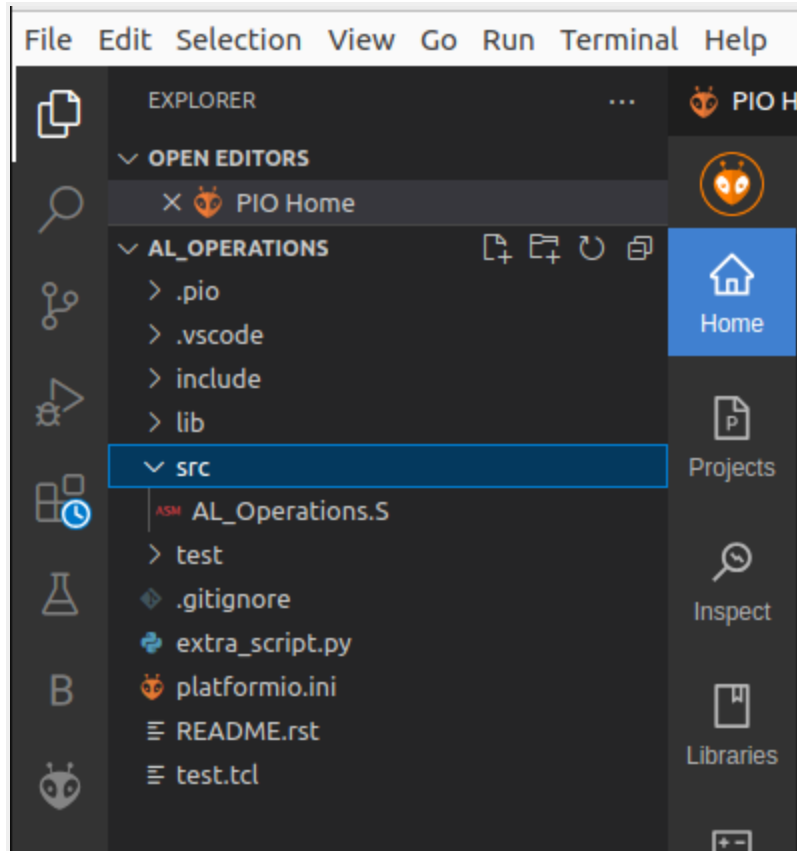 File Edit Selection View Go Run Terminal Help
EXPLORER
PIO H
OPEN EDITORS
PIO Home
AL_OPERATIONS
.pio
.vscode
include
lib
src
ASM AL_Operations.S
test
.gitignore
extra_script.py
platformio.ini
README.rst
test.tcl
B
Home
P
Projects
Inspect
Libraries